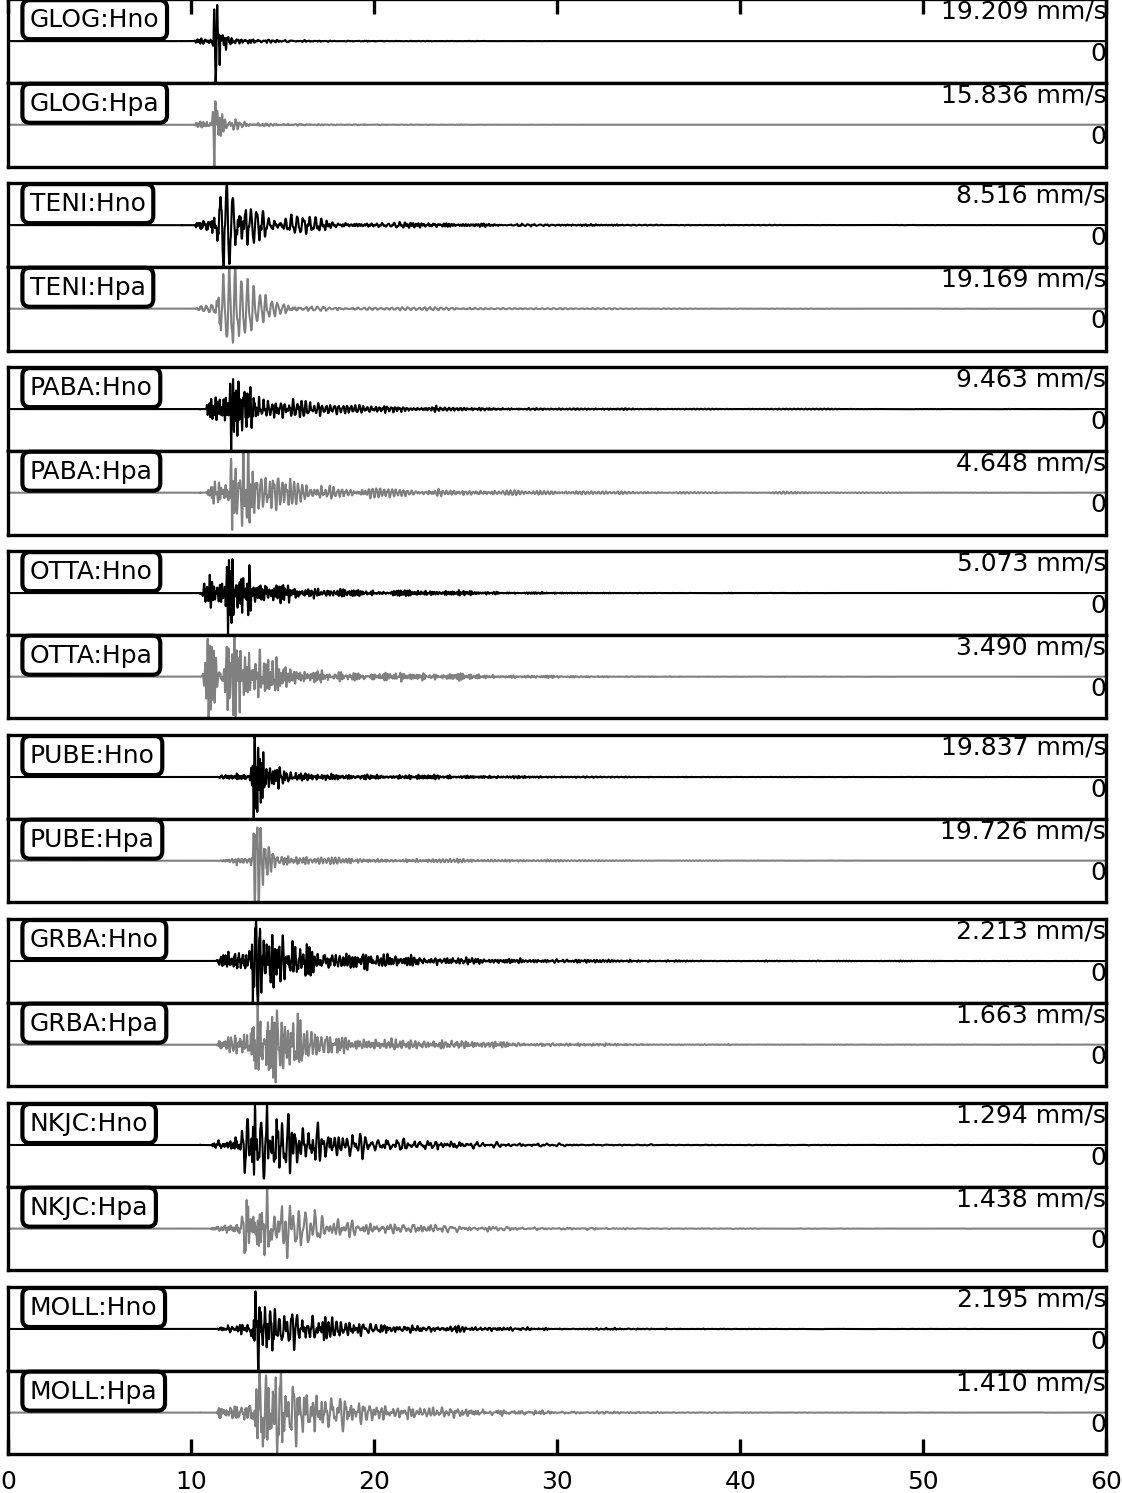 GLOG:Hno 19.209 mm/s
0
GLOG:Hpa 15.836 mm/s
0
TENI:Hno 8.516 mm/s
0
TENI:Hpa 19.169 mm/s
0
PABA:Hno 9.463 mm/s
0
PABA:Hpa 4.648 mm/s
0
OTTA:Hno 5.073 mm/s
0
OTTA:Hpa 3.490 mm/s
0
PUBE:Hno 19.837 mm/s
0
PUBE:Hpa 19.726 mm/s
0
GRBA:Hno 2.213 mm/s
0
GRBA:Hpa 1.663 mm/s
0
NKJC:Hno 1.294 mm/s
0
NKJC:Hpa 1.438 mm/s
0
MOLL:Hno 2.195 mm/s
0
MOLL:Hpa 1.410 mm/s
0
0 10 20 30 40 50 60